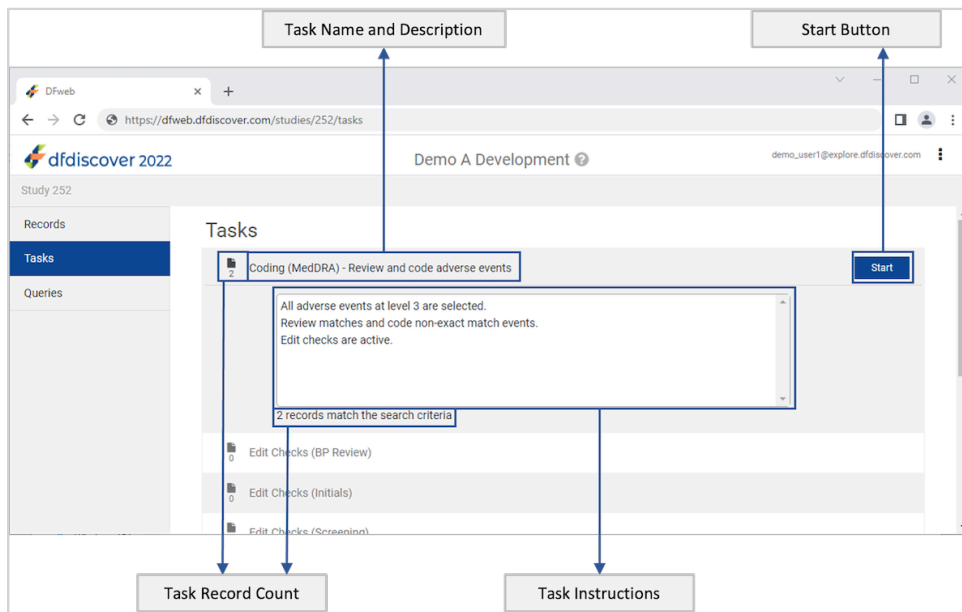 Task Name and Description
Start Button
DFweb
https://dfweb.dfdiscover.com/studies/252/tasks
dfdiscover 2022
Demo A Development
demo_user1@explore.dfdiscover.com
Study 252
Records
Tasks
Queries
Tasks
2
Coding (MedDRA) - Review and code adverse events
Start
All adverse events at level 3 are selected.
Review matches and code non-exact match events.
Edit checks are active.
2 records match the search criteria
0
Edit Checks (BP Review)
0
Edit Checks (Initials)
Edit Checks (Screening)
Task Record Count
Task Instructions